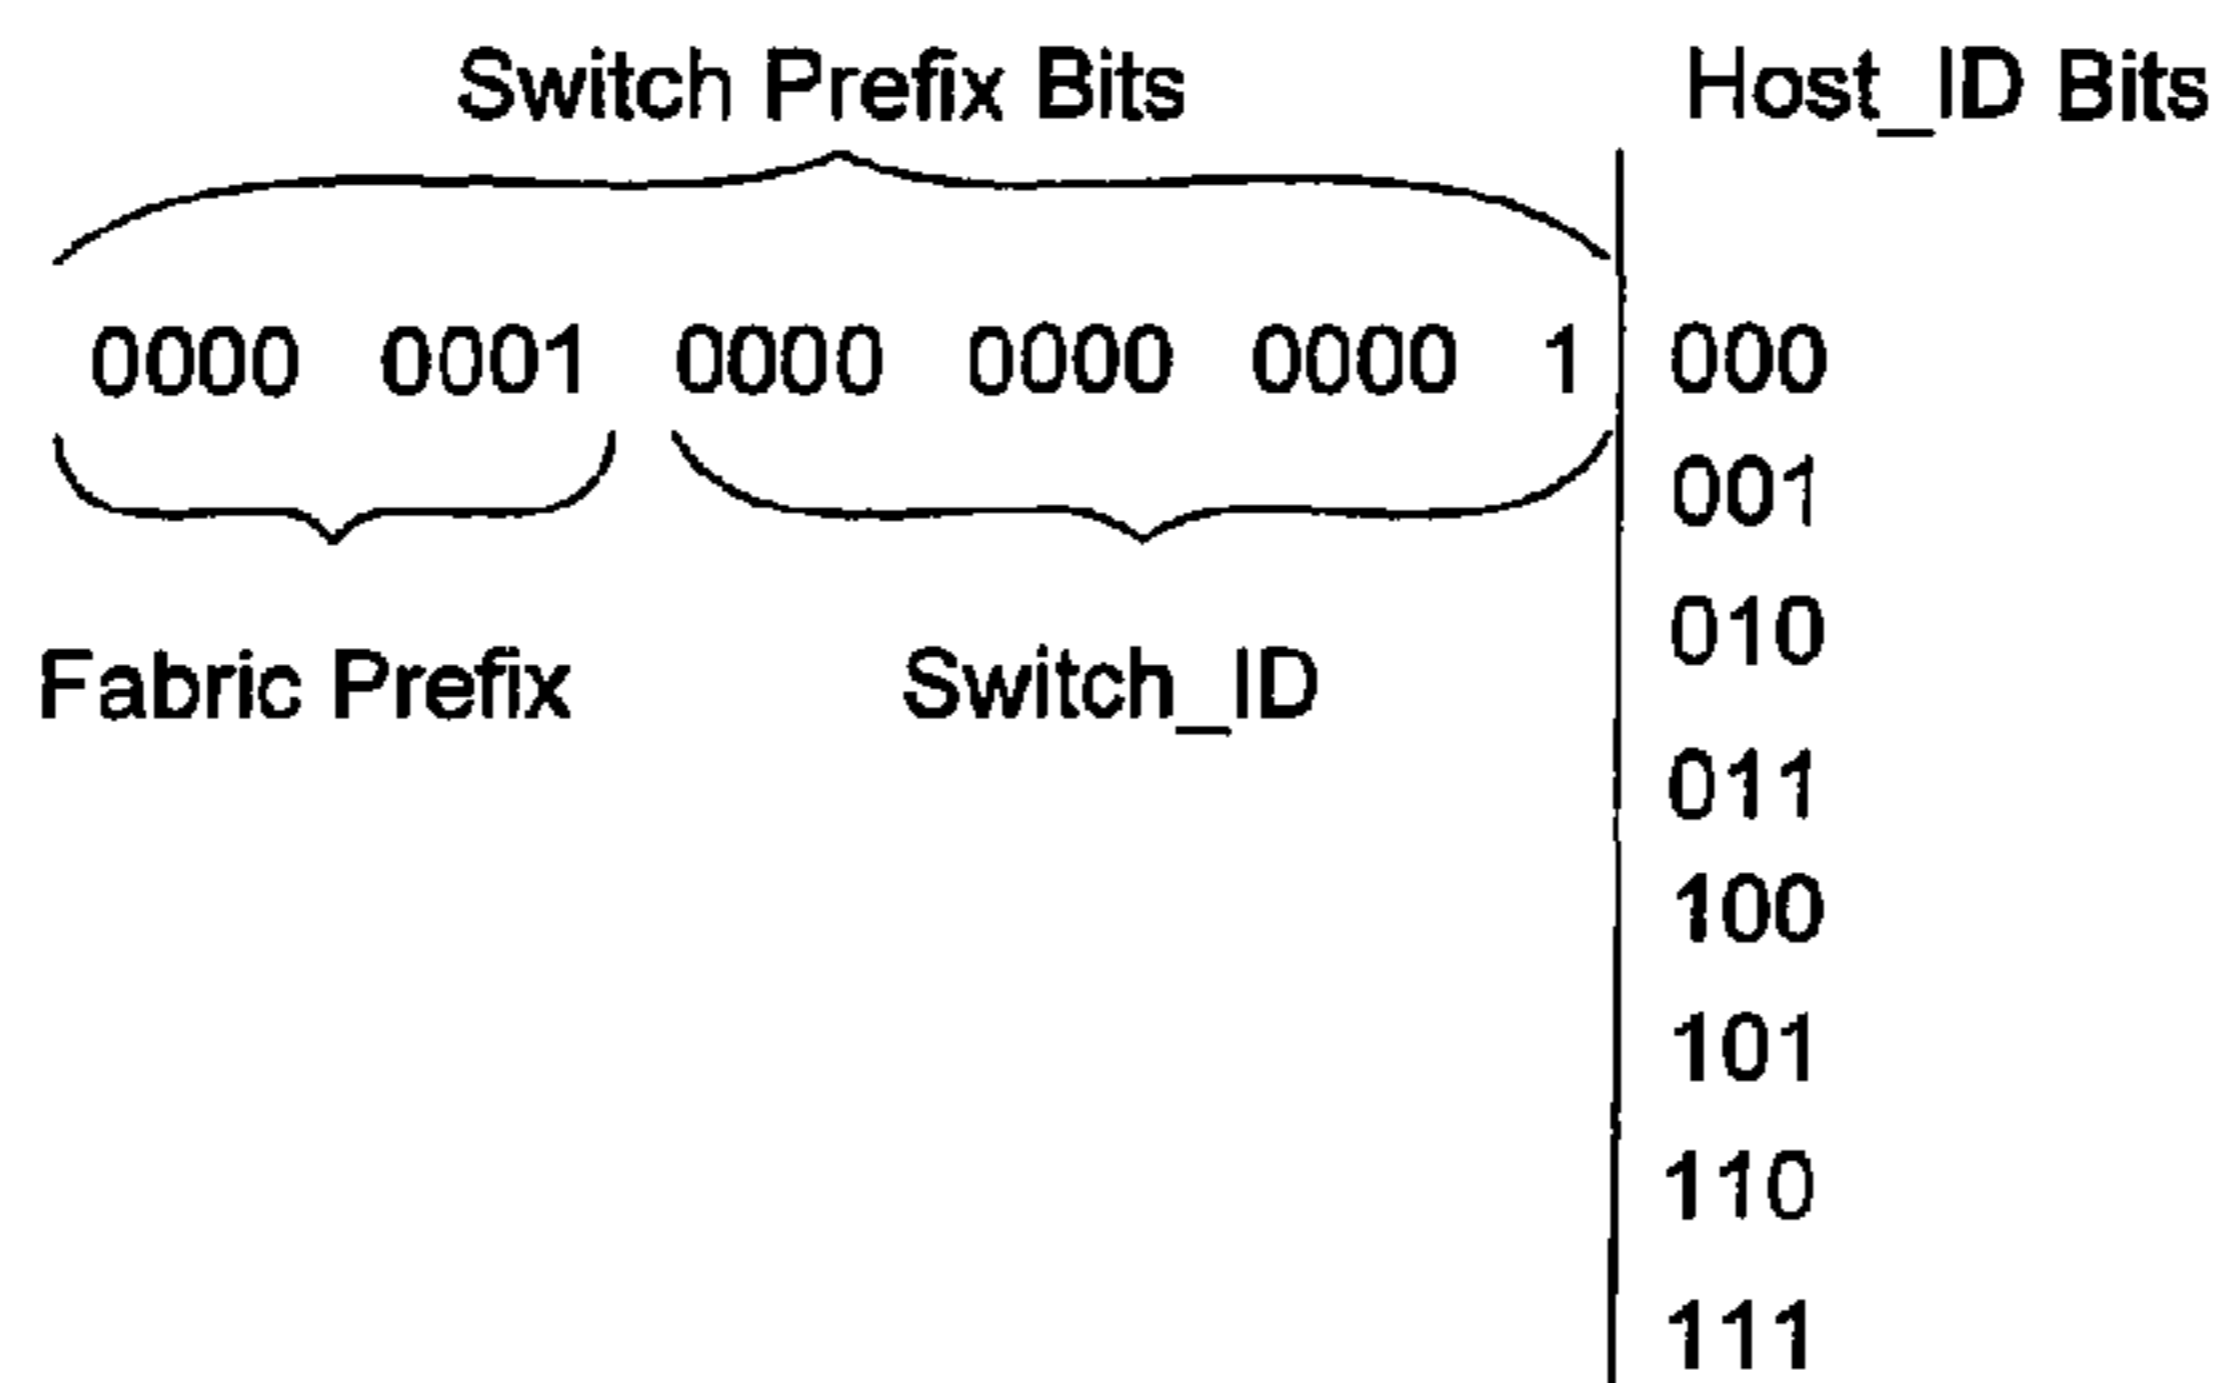 Switch Prefix Bits Host_ID Bits
0000 0001 0000 0000 0000 1 000
001
010
Fabric Prefix Switch_ID
011
100
101
110
111